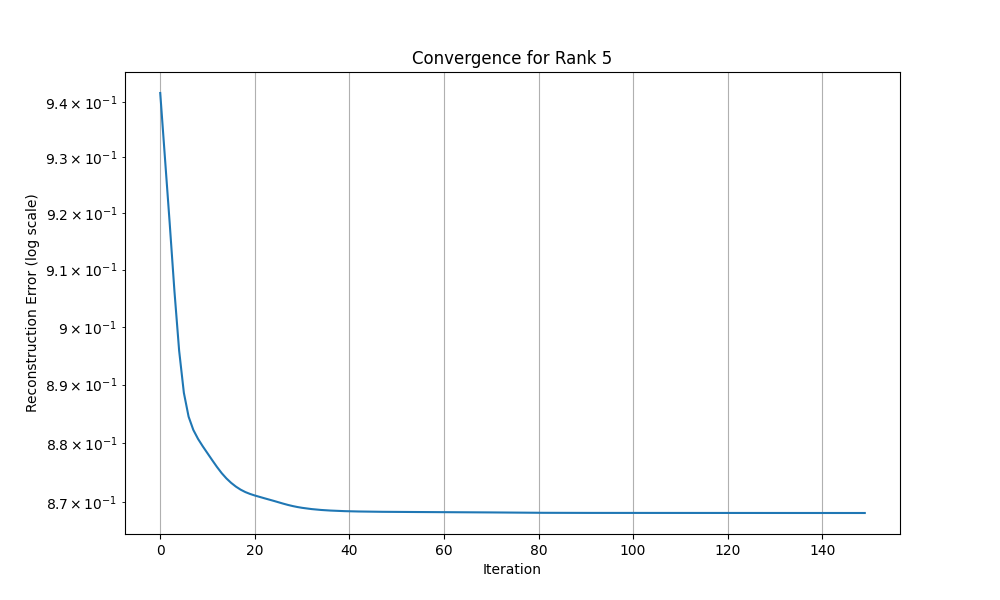 Convergence for Rank 5
Reconstruction Error (log scale)
9.4 × 10⁻¹
9.3 × 10⁻¹
9.2 × 10⁻¹
9.1 × 10⁻¹
9 × 10⁻¹
8.9 × 10⁻¹
8.8 × 10⁻¹
8.7 × 10⁻¹
0 20 40 60 80 100 120 140
Iteration